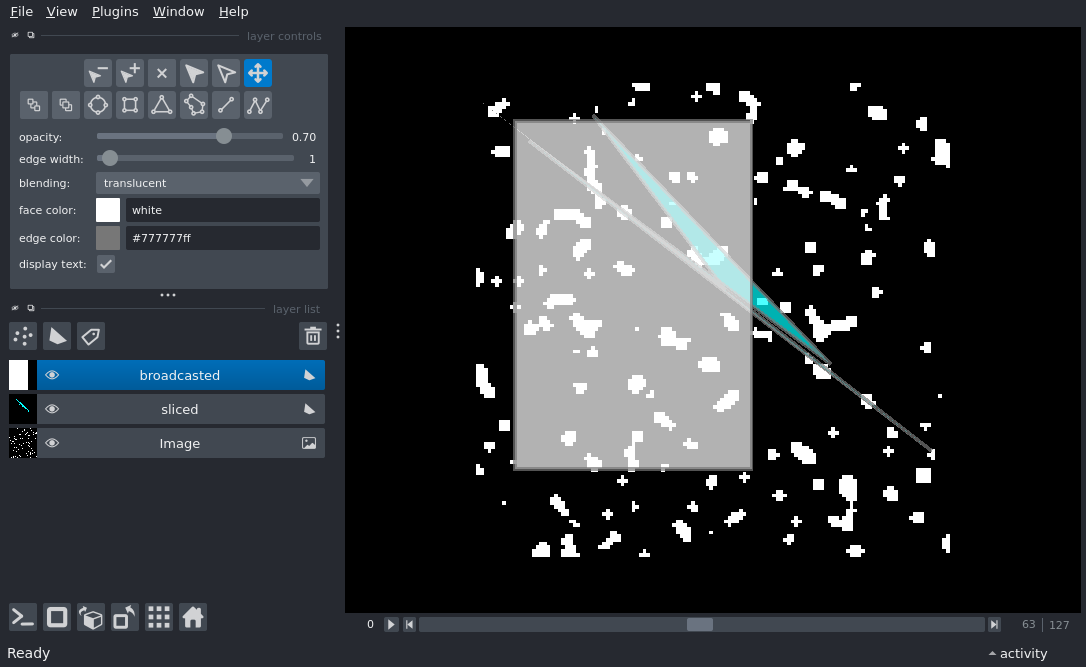 File View Plugins Window Help
layer controls
opacity: 0.70
edge width: 1
blending: translucent
face color: white
edge color: #777777ff
display text:
layer list
broadcasted
sliced
Image
0 63 127
Ready activity